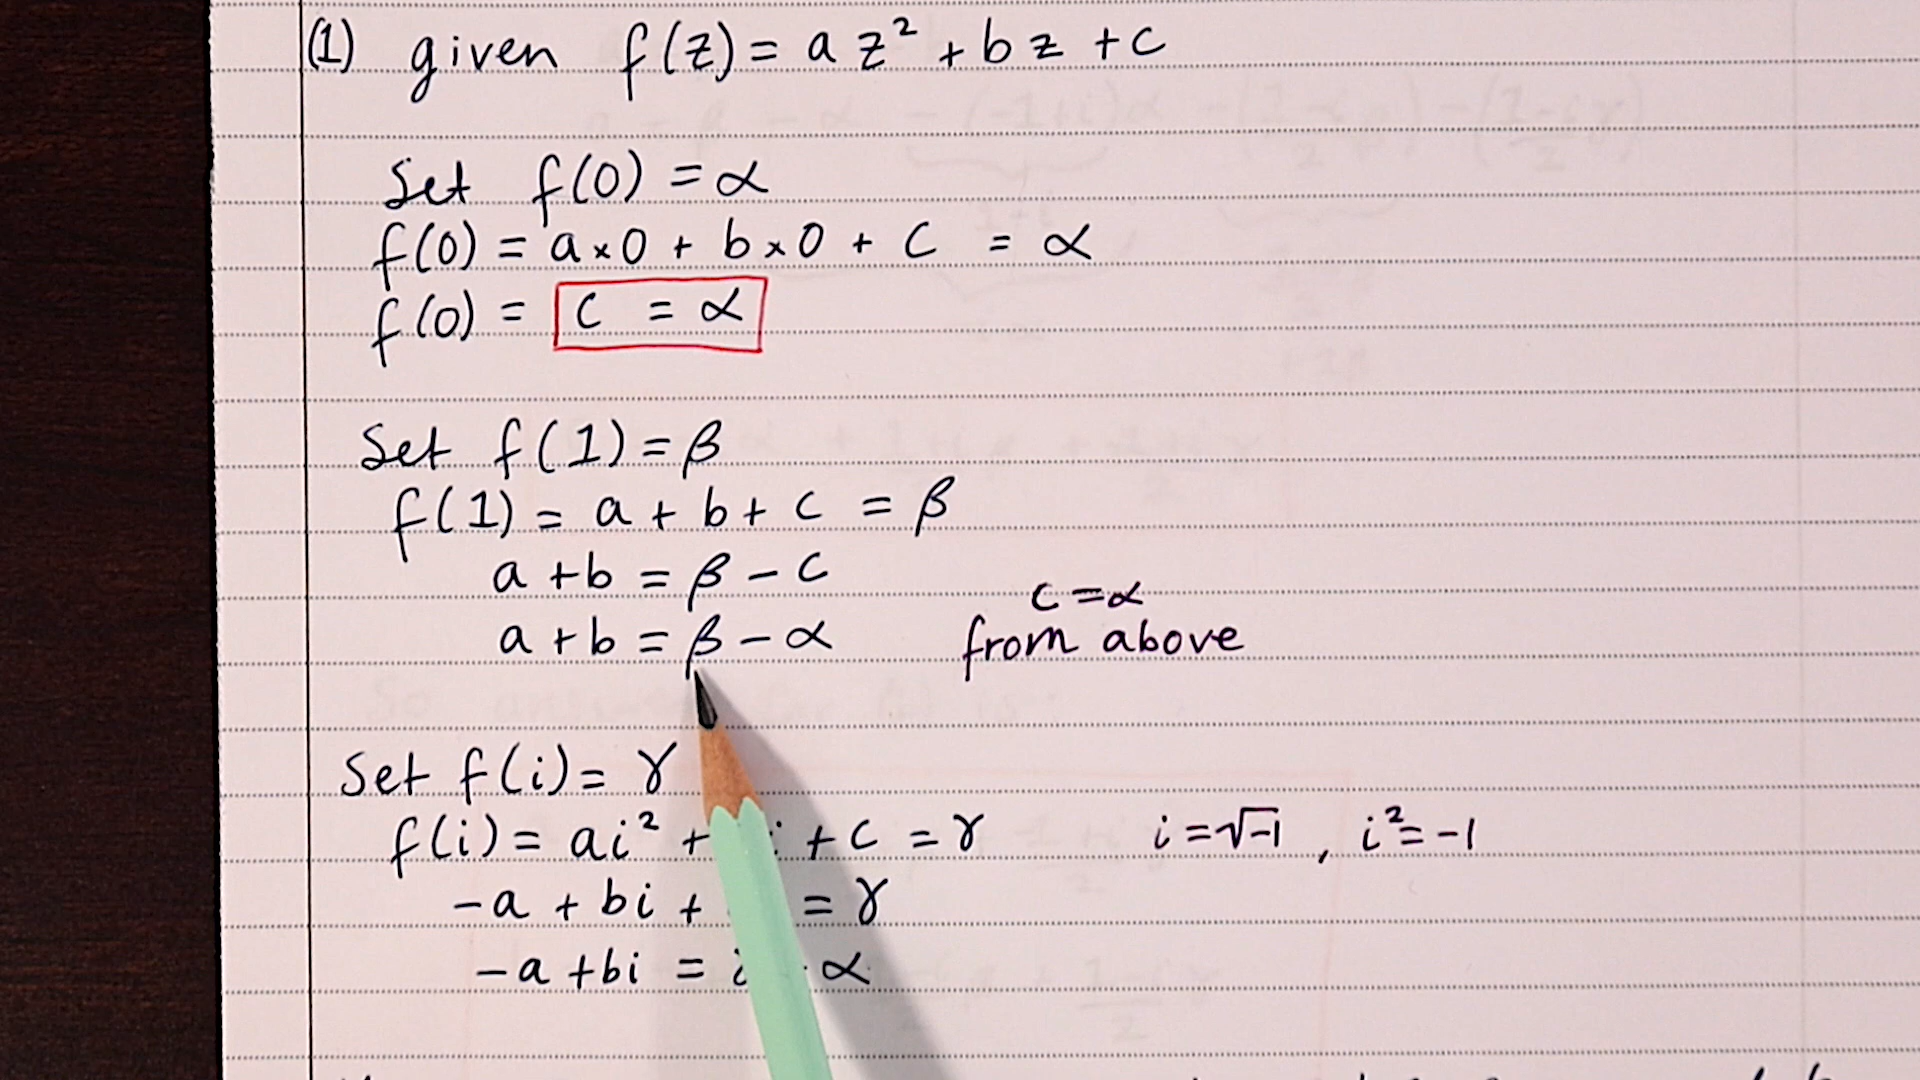 (1) given f(z) = az² + bz + c
Set f(0) = α
f(0) = a×0 + b×0 + c = α
f(0) = c = α
Set f(1) = β
f(1) = a + b + c = β
a + b = β - c
c = α
a + b = β - α from above
Set f(i) = γ
f(i) = ai² + i + c = γ i = √-1 , i² = -1
-a + bi + = γ
-a + bi = α